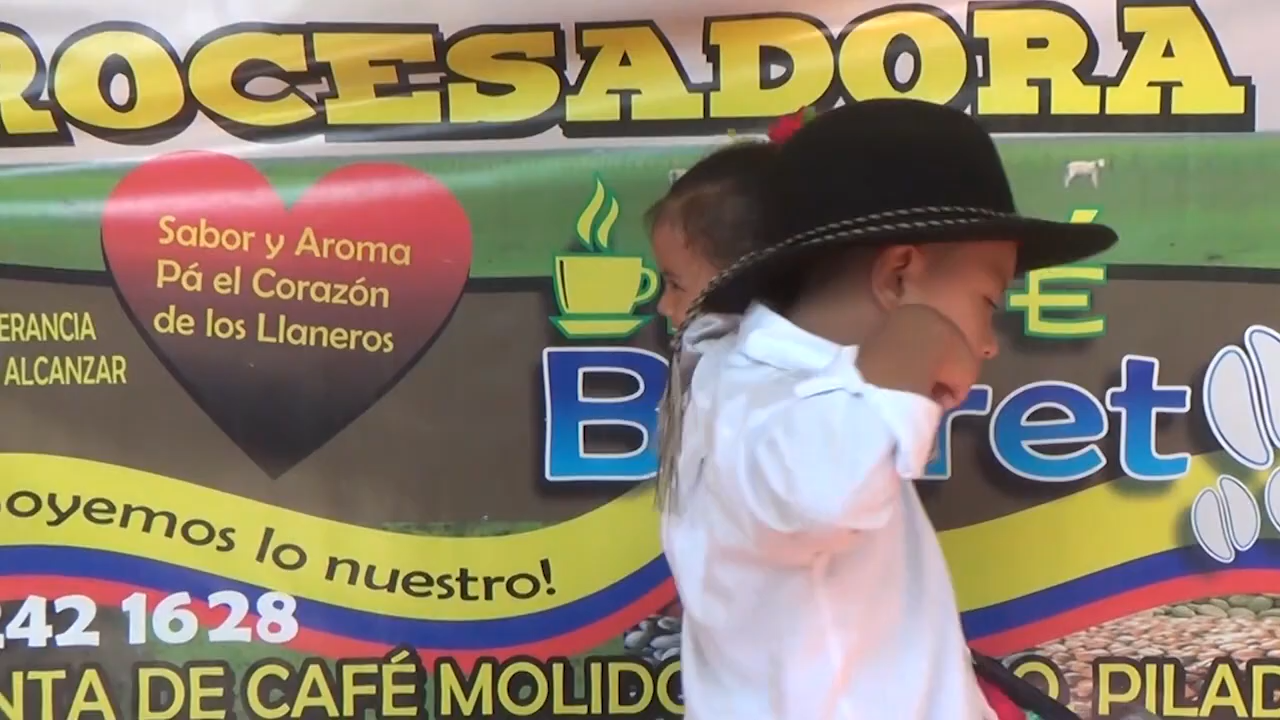 ROCESADORA
Sabor y Aroma
Pá el Corazón
de los Llaneros
ERANCIA
ALCANZAR
oyemos lo nuestro!
242 1628
NTA DE CAFÉ MOLIDO
PILAD